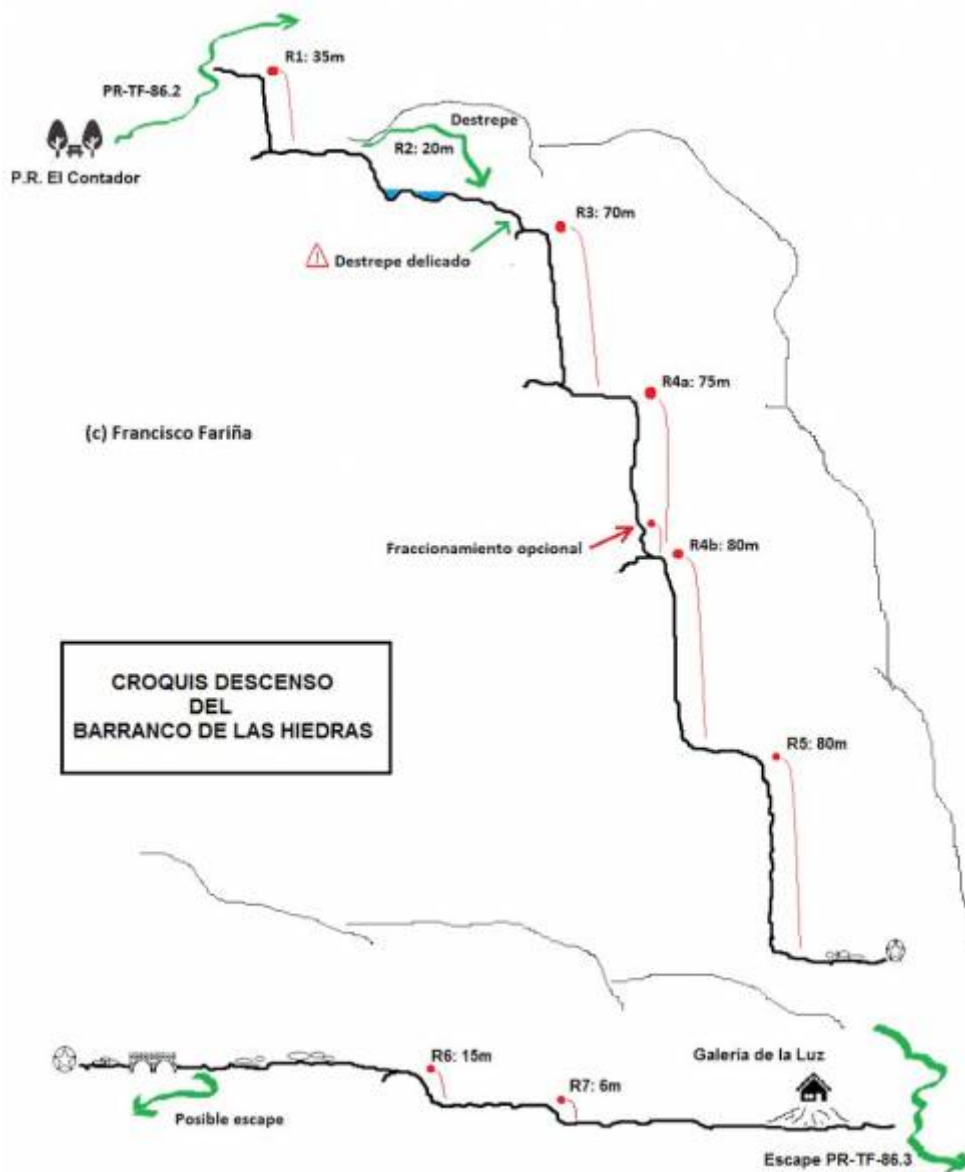 R1: 35m
PR-TF-86.2
P.R. El Contador
Destrepe
R2: 20m
R3: 70m
Destrepe delicado
R4a: 75m
(c) Francisco Fariña
Fraccionamiento opcional
R4b: 80m
CROQUIS DESCENSO
DEL
BARRANCO DE LAS HIEDRAS
R5: 80m
R6: 15m
Galería de la Luz
R7: 6m
Posible escape
Escape PR-TF-86.3